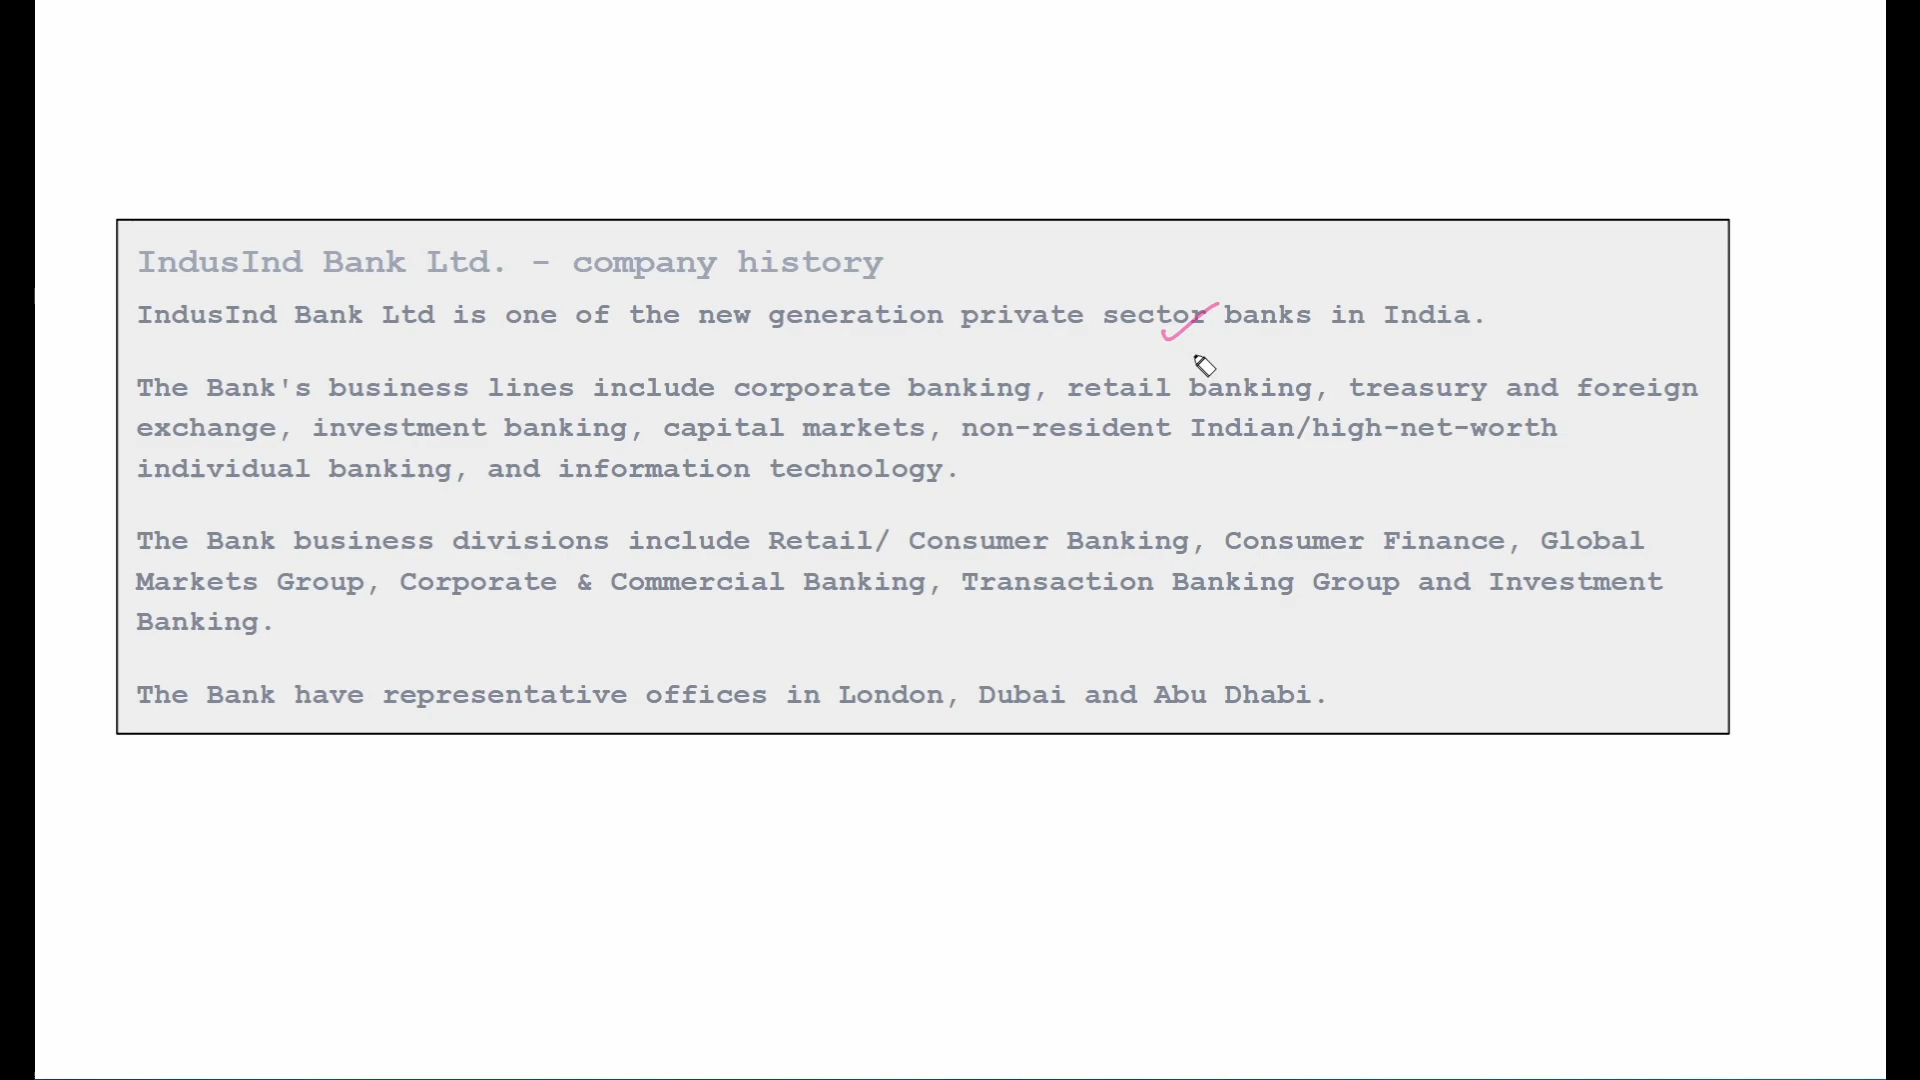 IndusInd Bank Ltd. - company history
IndusInd Bank Ltd is one of the new generation private sector banks in India.
The Bank's business lines include corporate banking, retail banking, treasury and foreign
exchange, investment banking, capital markets, non-resident Indian/high-net-worth
individual banking, and information technology.
The Bank business divisions include Retail/ Consumer Banking, Consumer Finance, Global
Markets Group, Corporate & Commercial Banking, Transaction Banking Group and Investment
Banking.
The Bank have representative offices in London, Dubai and Abu Dhabi.